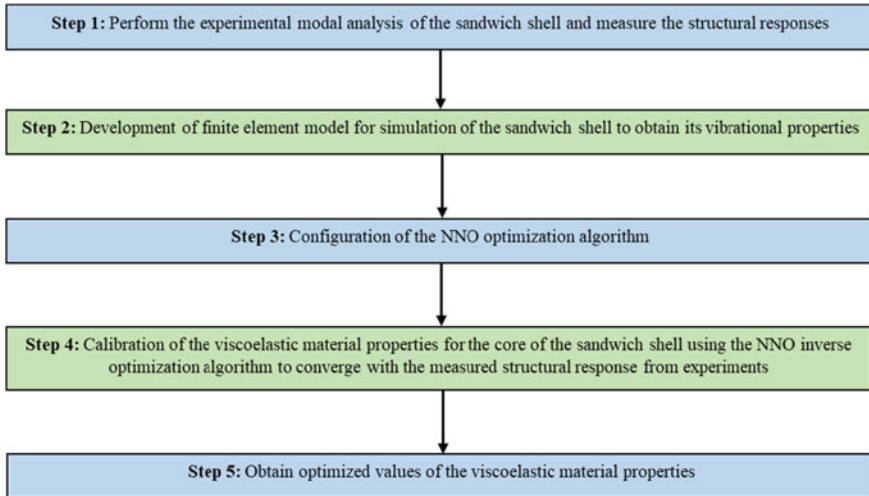 Step 1: Perform the experimental modal analysis of the sandwich shell and measure the structural responses
Step 2: Development of finite element model for simulation of the sandwich shell to obtain its vibrational properties
Step 3: Configuration of the NNO optimization algorithm
Step 4: Calibration of the viscoelastic material properties for the core of the sandwich shell using the NNO inverse
optimization algorithm to converge with the measured structural response from experiments
Step 5: Obtain optimized values of the viscoelastic material properties